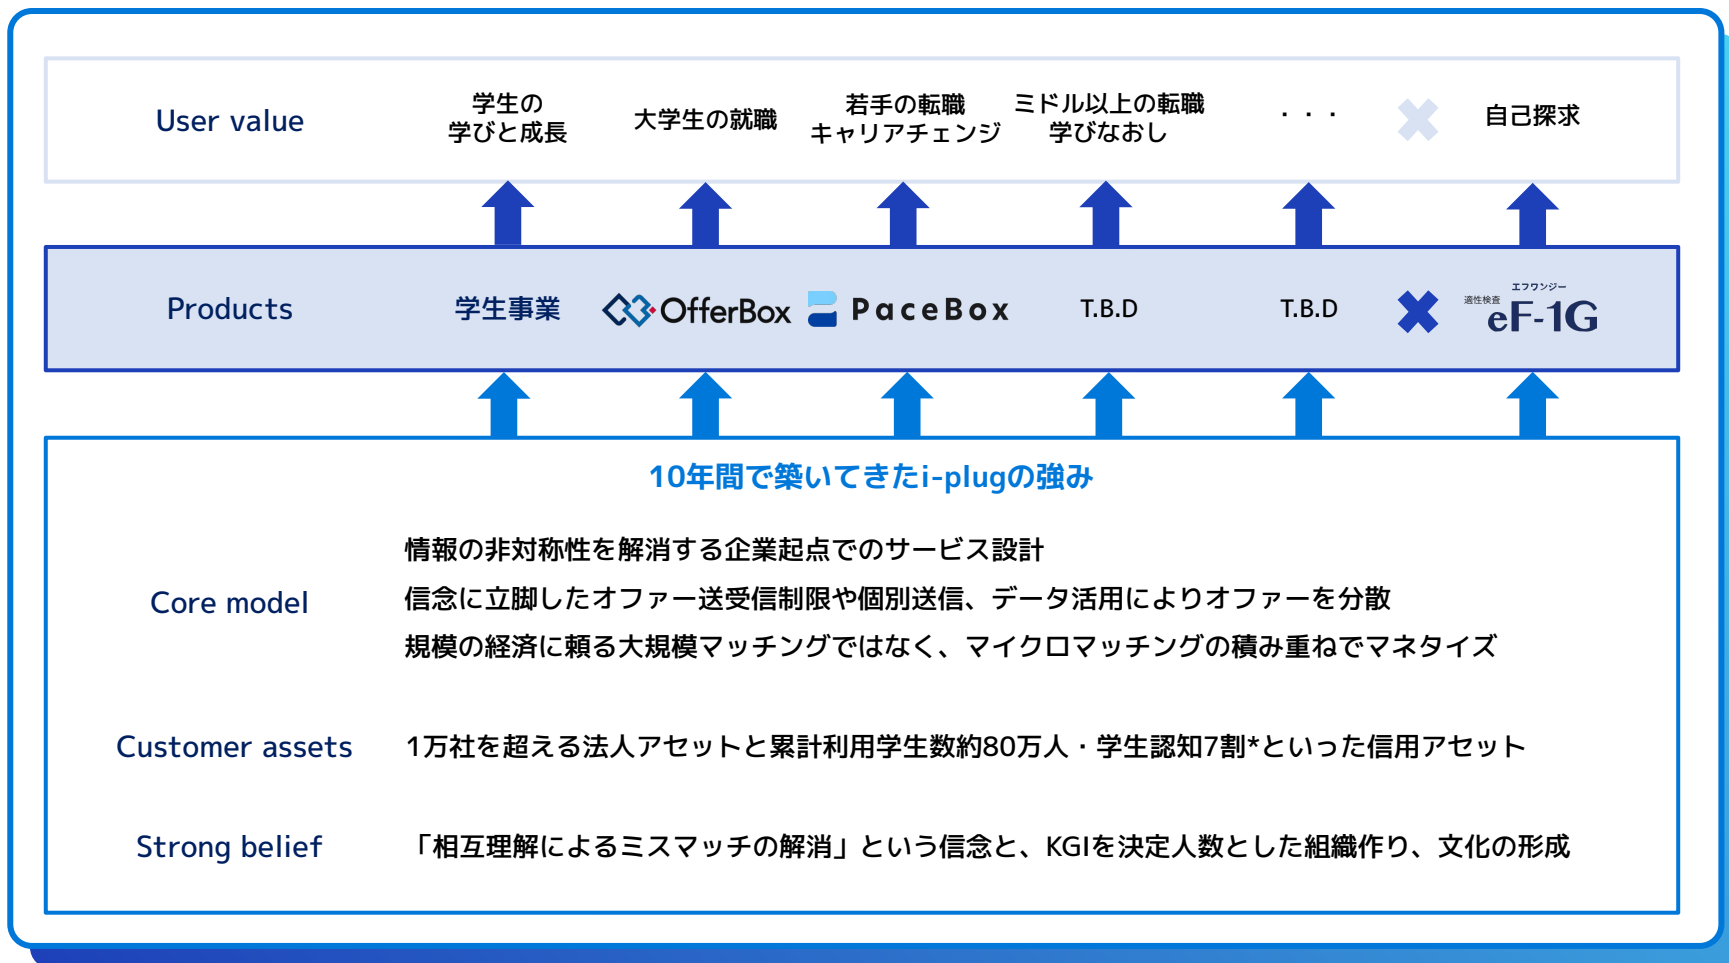 User value
学生の
学びと成長
大学生の就職
若手の転職
キャリアチェンジ
ミドル以上の転職
学びなおし
・・・
自己探求
Products
学生事業
OfferBox
PaceBox
T.B.D
T.B.D
エフワンジー
適性検査
eF-1G
10年間で築いてきたi-plugの強み
Core model
情報の非対称性を解消する企業起点でのサービス設計
信念に立脚したオファー送受信制限や個別送信、データ活用によりオファーを分散
規模の経済に頼る大規模マッチングではなく、マイクロマッチングの積み重ねでマネタイズ
Customer assets
1万社を超える法人アセットと累計利用学生数約80万人・学生認知7割*といった信用アセット
Strong belief
「相互理解によるミスマッチの解消」という信念と、KGIを決定人数とした組織作り、文化の形成